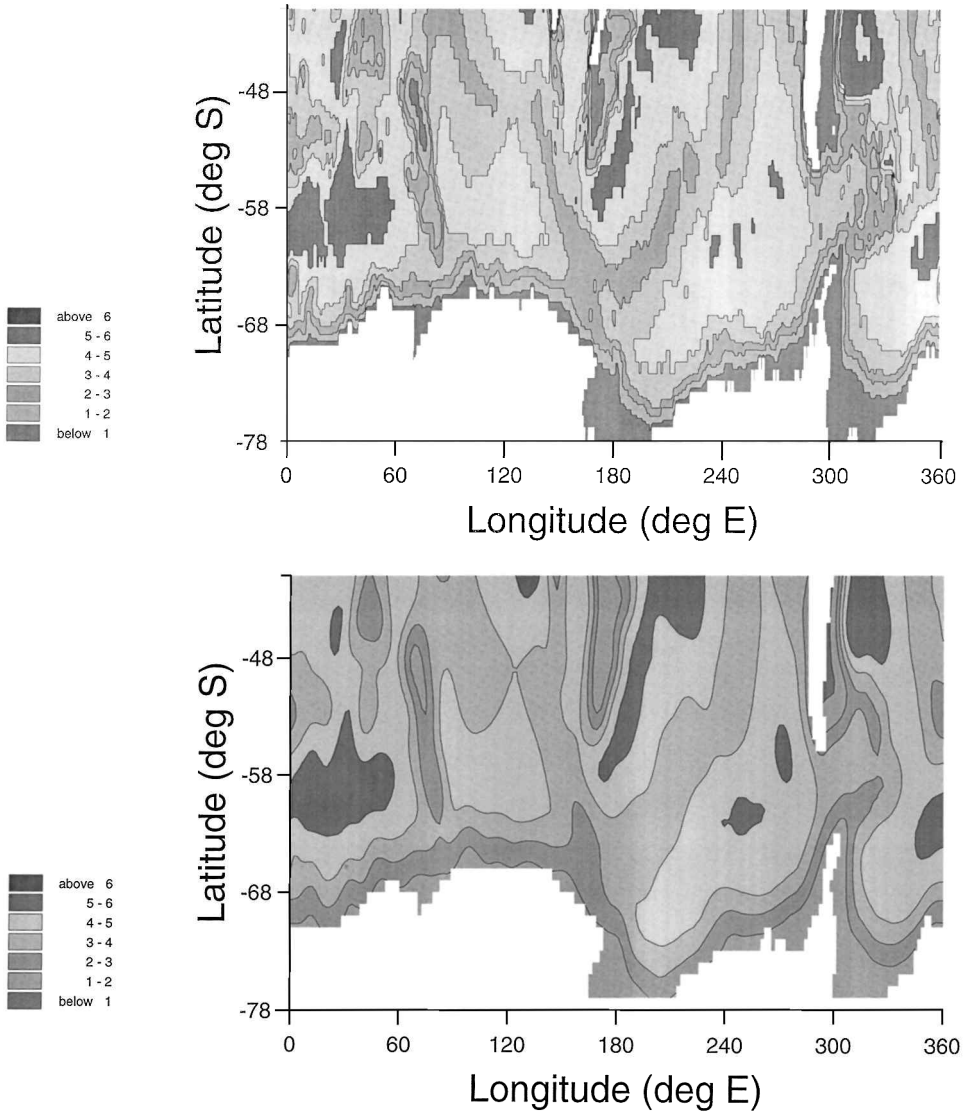 Latitude (deg S)
-48
-58
-68
-78
above 6
5 - 6
4 - 5
3 - 4
2 - 3
1 - 2
below 1
0 60 120 180 240 300 360
Longitude (deg E)
Latitude (deg S)
-48
-58
-68
-78
above 6
5 - 6
4 - 5
3 - 4
2 - 3
1 - 2
below 1
0 60 120 180 240 300 360
Longitude (deg E)